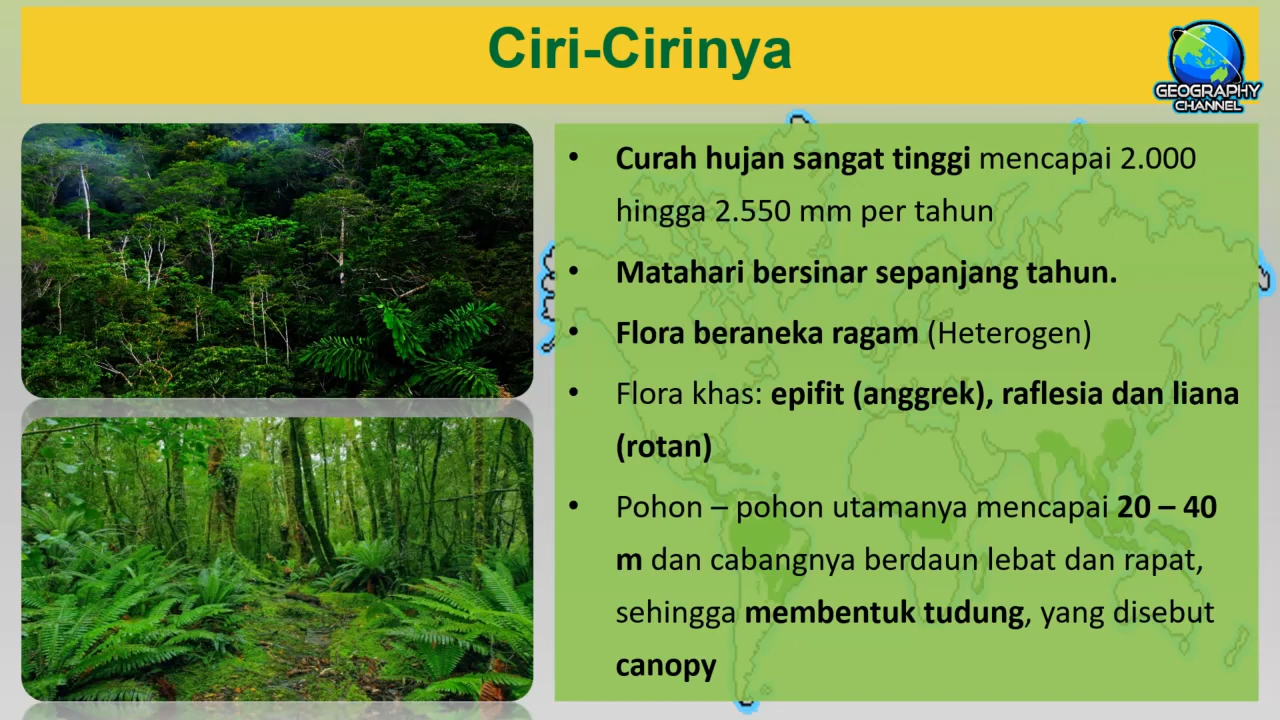 Ciri-Cirinya
GEOGRAPHY
CHANNEL
• Curah hujan sangat tinggi mencapai 2.000
hingga 2.550 mm per tahun
• Matahari bersinar sepanjang tahun.
• Flora beraneka ragam (Heterogen)
• Flora khas: epifit (anggrek), raflesia dan liana
(rotan)
• Pohon – pohon utamanya mencapai 20 – 40
m dan cabangnya berdaun lebat dan rapat,
sehingga membentuk tudung, yang disebut
canopy